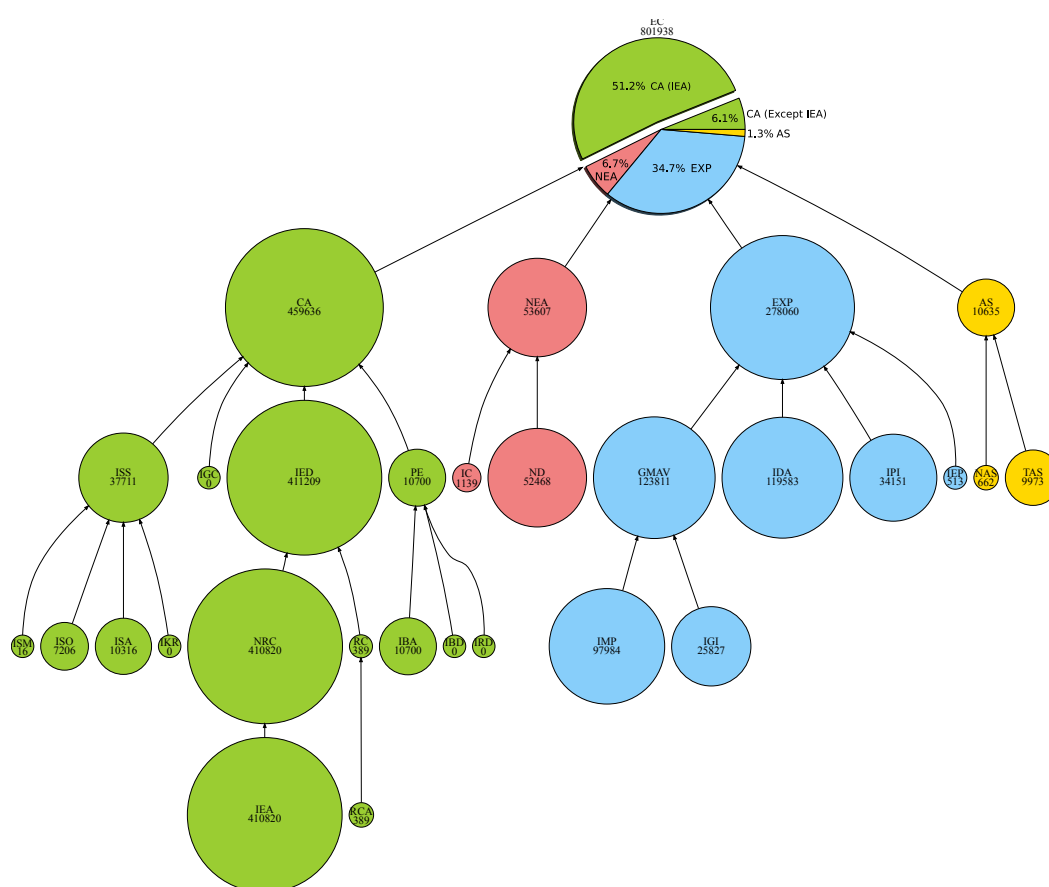 EC
801938
51.2% CA (IEA)
CA (Except IEA)
6.1%
1.3% AS
6.7%
NEA
34.7% EXP
CA
459636
NEA
53607
EXP
278060
AS
10635
ISS
37711
IGC
0
IED
411209
PE
10700
IC
1139
ND
52468
GMAV
123811
IDA
119583
IPI
34151
IEP
513
NAS
662
TAS
9973
ISM
16
ISO
7206
ISA
10316
IKR
0
NRC
410820
RC
389
IBA
10700
IBD
0
IRD
0
IMP
97984
IGI
25827
IEA
410820
RCA
389